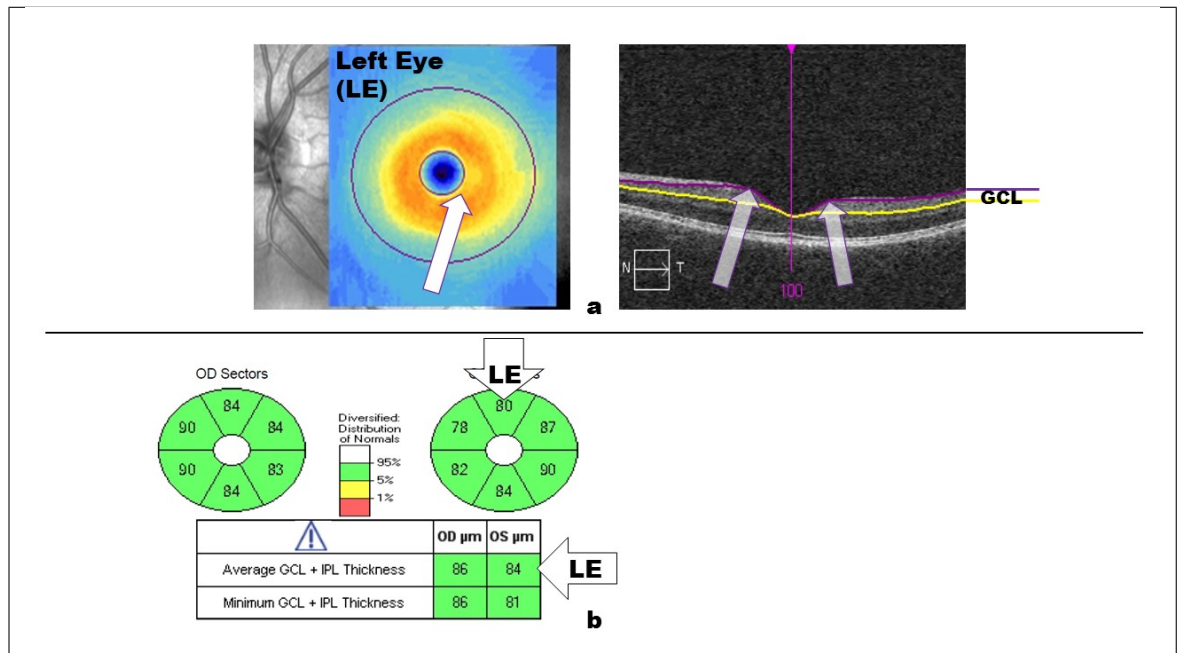 Left Eye
(LE)
GCL
N T
100
a
OD Sectors
LE
84
90
84
90
83
84
Diversified:
Distribution
of Normals
95%
5%
1%
80
78
87
82
90
84
OD µm OS µm
Average GCL + IPL Thickness 86 84
LE
Minimum GCL + IPL Thickness 86 81
b